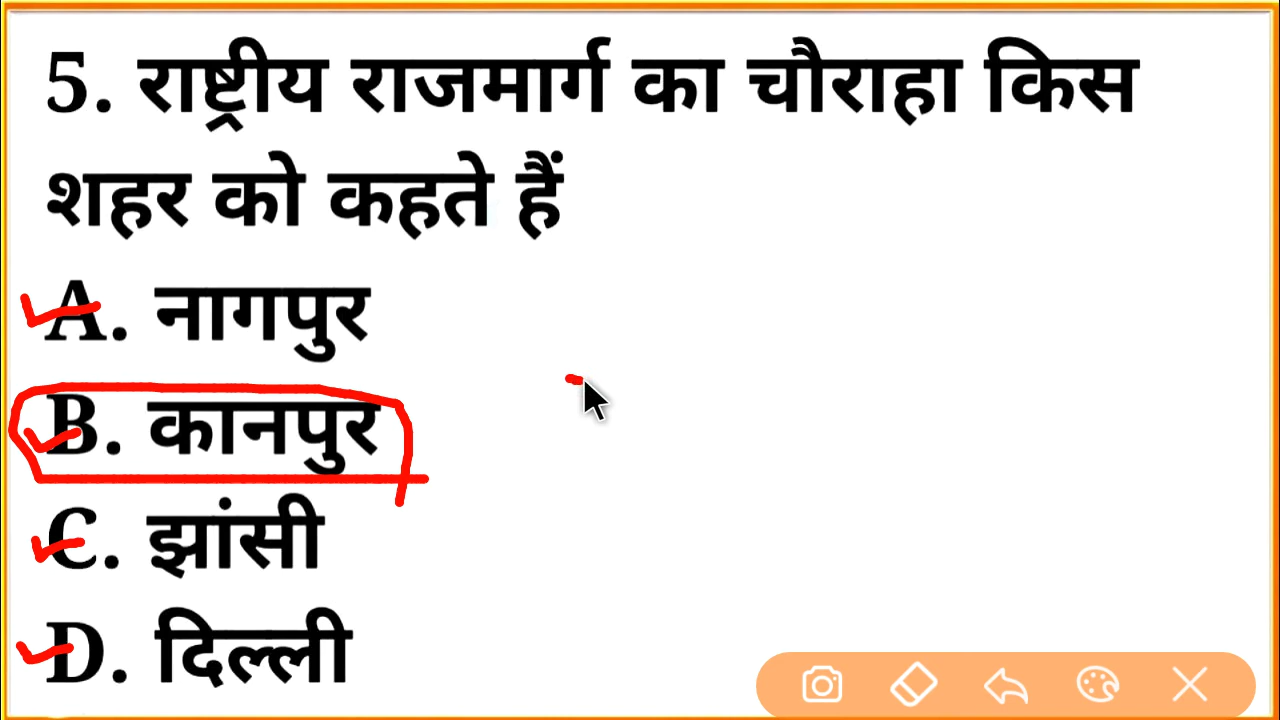 5. राष्ट्रीय राजमार्ग का चौराहा किस
शहर को कहते हैं
A. नागपुर
B. कानपुर
C. झांसी
D. दिल्ली